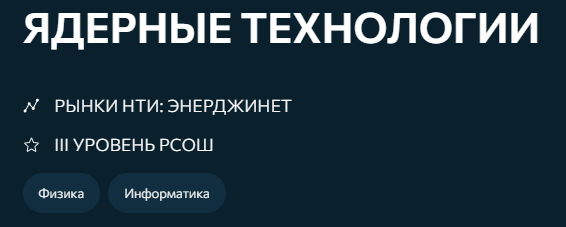 ЯДЕРНЫЕ ТЕХНОЛОГИИ
РЫНКИ НТИ: ЭНЕРДЖИНЕТ
III УРОВЕНЬ РСОШ
Физика Информатика